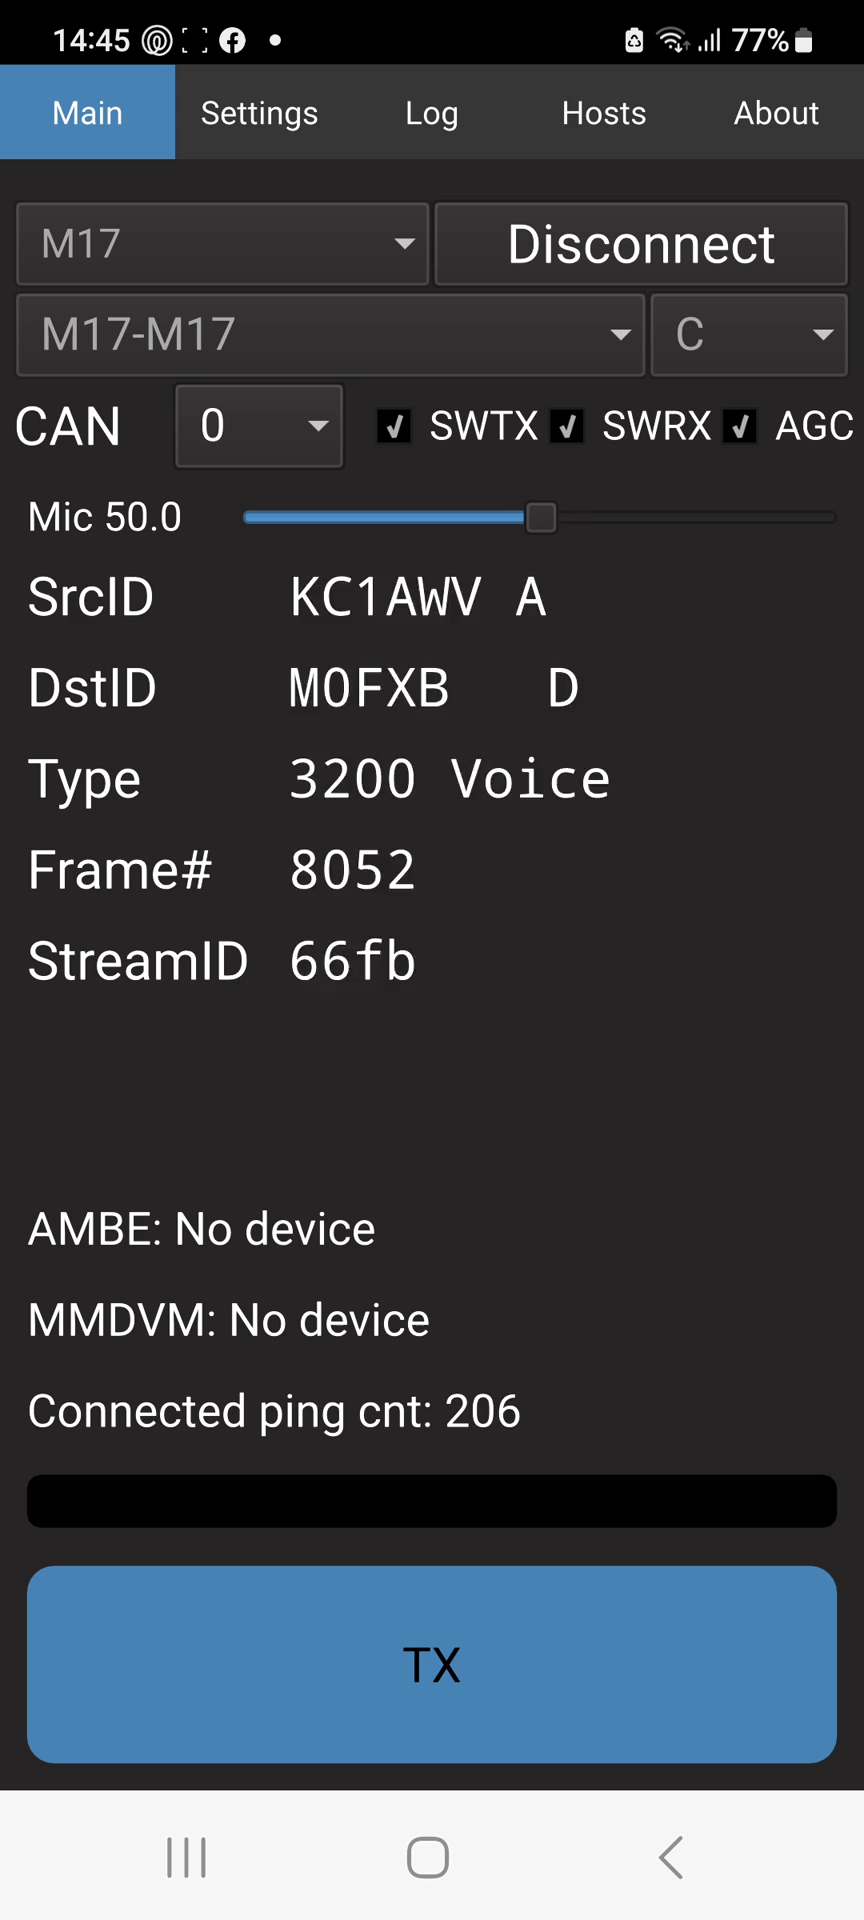 14:45 77%
Main Settings Log Hosts About
M17 Disconnect
M17-M17 C
CAN 0 SWTX SWRX AGC
Mic 50.0
SrcID KC1AWV A
DstID M0FXB D
Type 3200 Voice
Frame# 8052
StreamID 66fb
AMBE: No device
MMDVM: No device
Connected ping cnt: 206
TX